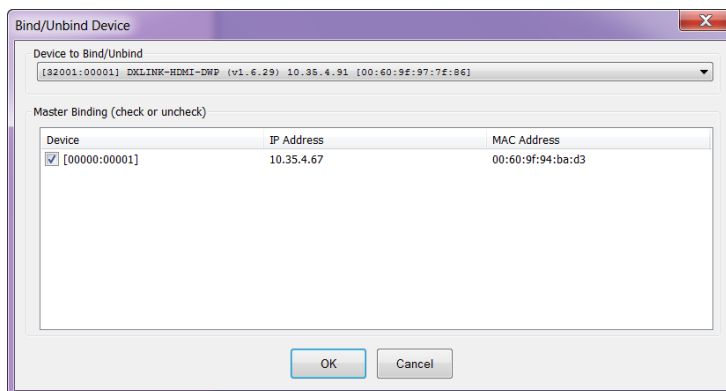 Bind/Unbind Device
X
Device to Bind/Unbind
[32001:00001] DXLINK-HDMI-DWP (v1.6.29) 10.35.4.91 [00:60:9f:97:7f:86]
Master Binding (check or uncheck)
Device IP Address MAC Address
[00000:00001] 10.35.4.67 00:60:9f:94:ba:d3
OK Cancel